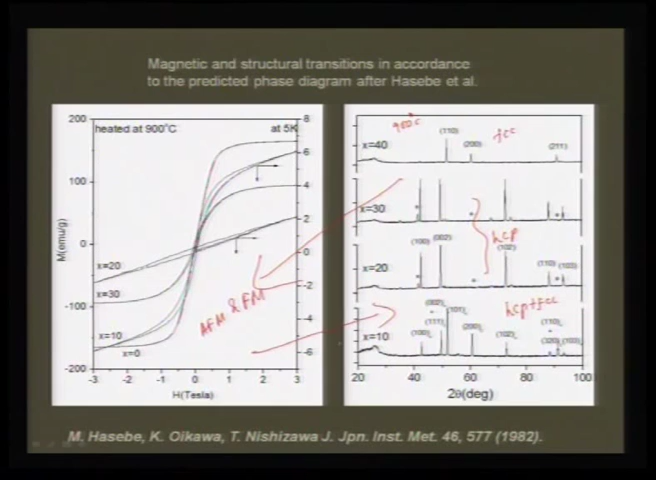 Magnetic and structural transitions in accordance
to the predicted phase diagram after Hasebe et al.
heated at 900°C
at 5K
M(emu/g)
200
100
0
-100
-200
8
6
4
2
0
-2
-4
-6
x=20
x=30
x=10
x=0
AFM & FM
-3 -2 -1 0 1 2 3
H(Tesla)
900°C
fcc
x=40
(110)
(200)
(211)
x=30
hcp
x=20
(100)
(002)
(102)
(110)
(103)
hcp+fcc
x=10
(100)
(002)
(111)
(101)
(200)
(102)
(110)
(103)
20 40 60 80 100
2θ(deg)
M. Hasebe, K. Oikawa, T. Nishizawa J. Jpn. Inst. Met. 46, 577 (1982).